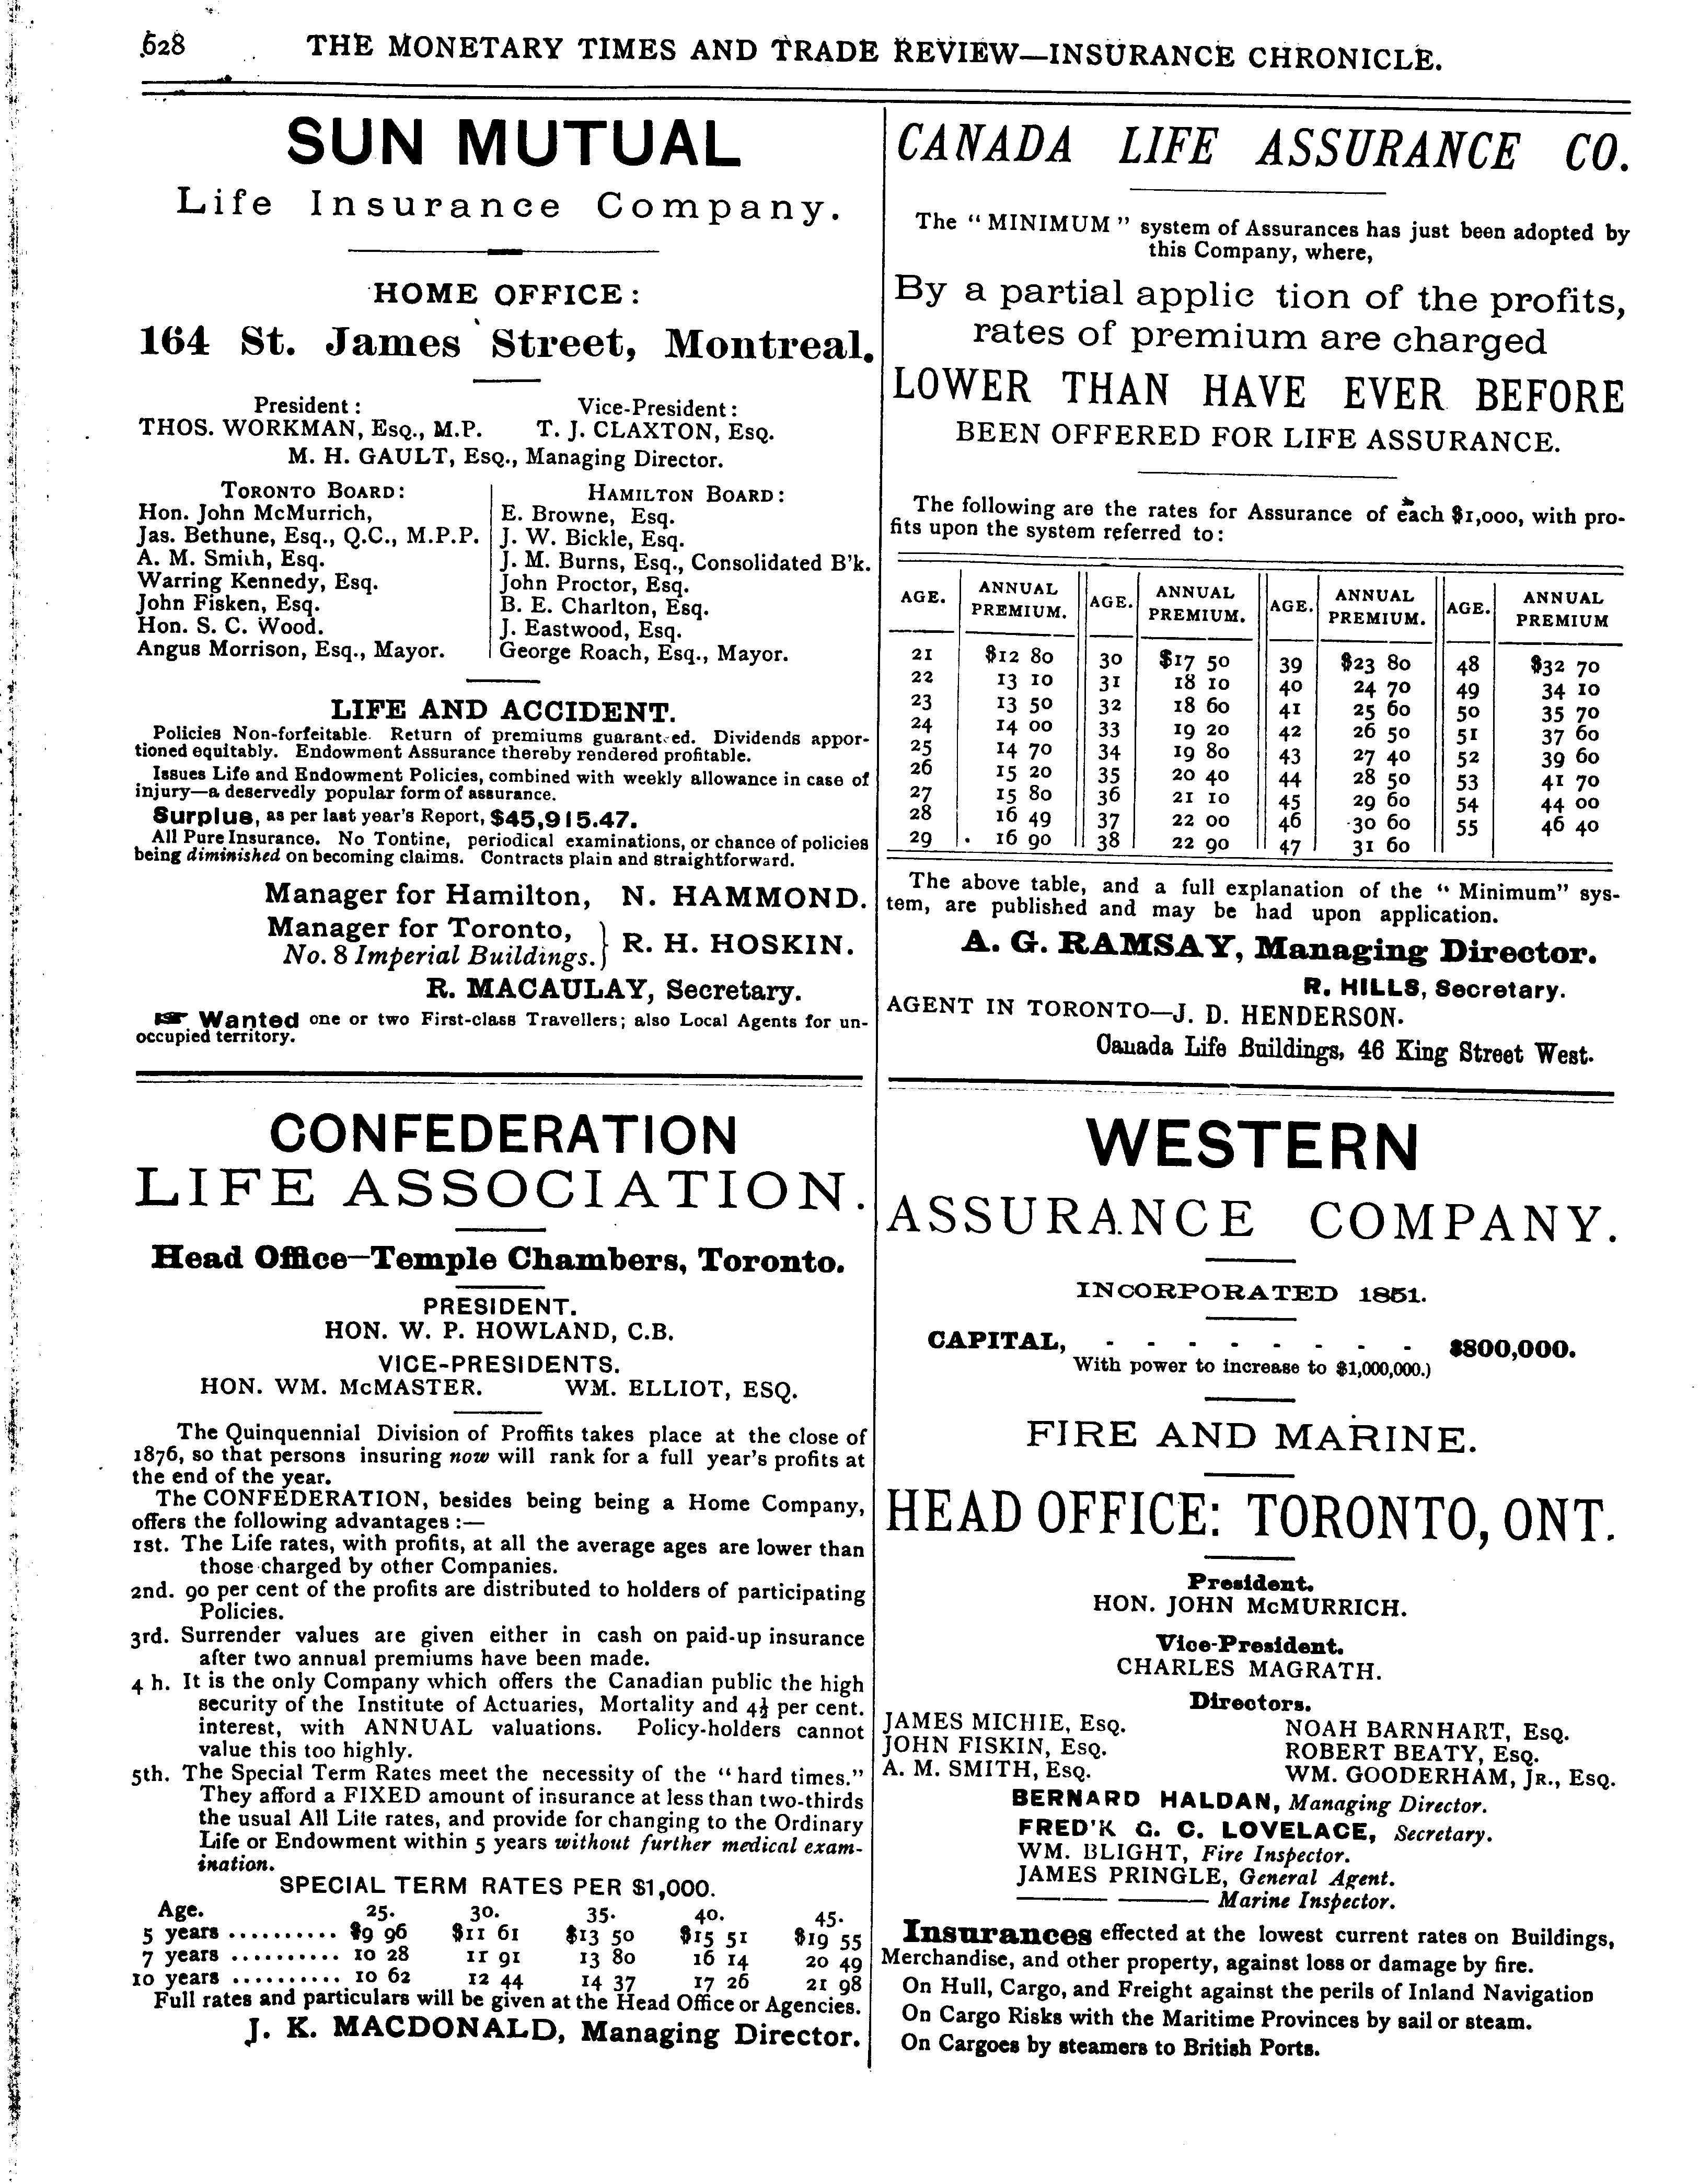 628 THE MONETARY TIMES AND TRADE REVIEW—INSURANCE CHRONICLE.
SUN MUTUAL
Life Insurance Company.
HOME OFFICE:
164 St. James Street, Montreal.
President: Vice-President:
THOS. WORKMAN, ESQ., M.P. T. J. CLAXTON, ESQ.
M. H. GAULT, ESQ., Managing Director.
TORONTO BOARD:
Hon. John McMurrich,
Jas. Bethune, Esq., Q.C., M.P.P.
A. M. Smith, Esq.
Warring Kennedy, Esq.
John Fisken, Esq.
Hon. S. C. Wood.
Angus Morrison, Esq., Mayor.
HAMILTON BOARD:
E. Browne, Esq.
J. W. Bickle, Esq.
J. M. Burns, Esq., Consolidated B'k.
John Proctor, Esq.
B. E. Charlton, Esq.
J. Eastwood, Esq.
George Roach, Esq., Mayor.
LIFE AND ACCIDENT.
Policies Non-forfeitable. Return of premiums guaranteed. Dividends appor-
tioned equitably. Endowment Assurance thereby rendered profitable.
Issues Life and Endowment Policies, combined with weekly allowance in case of
injury—a deservedly popular form of assurance.
Surplus, as per last year's Report, $45,915.47.
All Pure Insurance. No Tontine, periodical examinations, or chance of policies
being diminished on becoming claims. Contracts plain and straightforward.
Manager for Hamilton, N. HAMMOND.
Manager for Toronto,
No. 8 Imperial Buildings. } R. H. HOSKIN.
R. MACAULAY, Secretary.
☞ Wanted one or two First-class Travellers; also Local Agents for un-
occupied territory.
CONFEDERATION
LIFE ASSOCIATION.
Head Office—Temple Chambers, Toronto.
PRESIDENT.
HON. W. P. HOWLAND, C.B.
VICE-PRESIDENTS.
HON. WM. McMASTER. WM. ELLIOT, ESQ.
The Quinquennial Division of Proffits takes place at the close of
1876, so that persons insuring now will rank for a full year's profits at
the end of the year.
The CONFEDERATION, besides being being a Home Company,
offers the following advantages:—
1st. The Life rates, with profits, at all the average ages are lower than
those charged by other Companies.
2nd. 90 per cent of the profits are distributed to holders of participating
Policies.
3rd. Surrender values are given either in cash on paid-up insurance
after two annual premiums have been made.
4 h. It is the only Company which offers the Canadian public the high
security of the Institute of Actuaries, Mortality and 4½ per cent.
interest, with ANNUAL valuations. Policy-holders cannot
value this too highly.
5th. The Special Term Rates meet the necessity of the "hard times."
They afford a FIXED amount of insurance at less than two-thirds
the usual All Life rates, and provide for changing to the Ordinary
Life or Endowment within 5 years without further medical exam-
ination.
SPECIAL TERM RATES PER $1,000.
Age. 25. 30. 35. 40. 45.
5 years .......... $9 96 $11 61 $13 50 $15 51 $19 55
7 years .......... 10 28 11 91 13 80 16 14 20 49
10 years .......... 10 62 12 44 14 37 17 26 21 98
Full rates and particulars will be given at the Head Office or Agencies.
J. K. MACDONALD, Managing Director.
CANADA LIFE ASSURANCE CO.
The "MINIMUM" system of Assurances has just been adopted by
this Company, where,
By a partial applic tion of the profits,
rates of premium are charged
LOWER THAN HAVE EVER BEFORE
BEEN OFFERED FOR LIFE ASSURANCE.
The following are the rates for Assurance of each $1,000, with pro-
fits upon the system referred to:
AGE. ANNUAL PREMIUM. AGE. ANNUAL PREMIUM. AGE. ANNUAL PREMIUM. AGE. ANNUAL PREMIUM
21 $12 80 30 $17 50 39 $23 80 48 $32 70
22 13 10 31 18 10 40 24 70 49 34 10
23 13 50 32 18 60 41 25 60 50 35 70
24 14 00 33 19 20 42 26 50 51 37 60
25 14 70 34 19 80 43 27 40 52 39 60
26 15 20 35 20 40 44 28 50 53 41 70
27 15 80 36 21 10 45 29 60 54 44 00
28 16 49 37 22 00 46 30 60 55 46 40
29 16 90 38 22 90 47 31 60
The above table, and a full explanation of the "Minimum" sys-
tem, are published and may be had upon application.
A. G. RAMSAY, Managing Director.
R. HILLS, Secretary.
AGENT IN TORONTO—J. D. HENDERSON.
Canada Life Buildings, 46 King Street West.
WESTERN
ASSURANCE COMPANY.
INCORPORATED 1851.
CAPITAL, - - - - - - - - $800,000.
With power to increase to $1,000,000.)
FIRE AND MARINE.
HEAD OFFICE: TORONTO, ONT.
President.
HON. JOHN McMURRICH.
Vice-President.
CHARLES MAGRATH.
Directors.
JAMES MICHIE, ESQ. NOAH BARNHART, ESQ.
JOHN FISKIN, ESQ. ROBERT BEATY, ESQ.
A. M. SMITH, ESQ. WM. GOODERHAM, JR., ESQ.
BERNARD HALDAN, Managing Director.
FRED'K G. C. LOVELACE, Secretary.
WM. BLIGHT, Fire Inspector.
JAMES PRINGLE, General Agent.
——— ——— Marine Inspector.
Insurances effected at the lowest current rates on Buildings,
Merchandise, and other property, against loss or damage by fire.
On Hull, Cargo, and Freight against the perils of Inland Navigation
On Cargo Risks with the Maritime Provinces by sail or steam.
On Cargoes by steamers to British Ports.